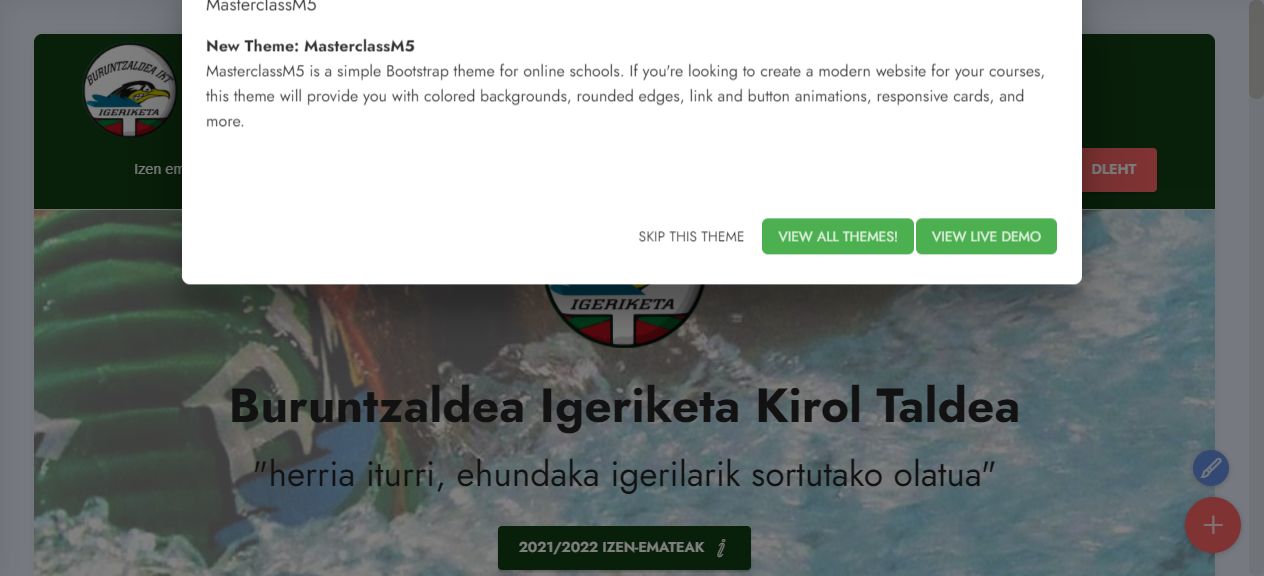 MasterclassM5
New Theme: MasterclassM5
MasterclassM5 is a simple Bootstrap theme for online schools. If you're looking to create a modern website for your courses,
this theme will provide you with colored backgrounds, rounded edges, link and button animations, responsive cards, and
more.
BURUNTZALDEA IKT
IGERIKETA
Izen em
DLEHT
SKIP THIS THEME
VIEW ALL THEMES!
VIEW LIVE DEMO
IGERIKETA
Buruntzaldea Igeriketa Kirol Taldea
"herria iturri, ehundaka igerilarik sortutako olatua"
2021/2022 IZEN-EMATEAK i